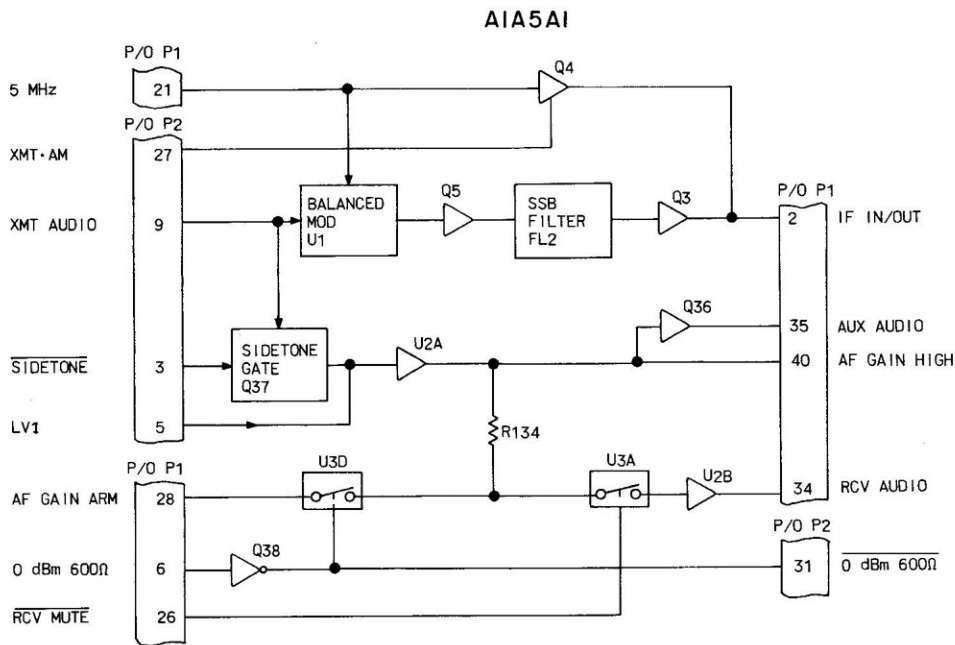 A1A5A1
P/O P1
5 MHz
21
Q4
P/O P2
XMT·AM
27
XMT AUDIO
9
BALANCED
MOD
U1
Q5
SSB
FILTER
FL2
Q3
P/O P1
2
IF IN/OUT
Q36
35
AUX AUDIO
SIDETONE
3
SIDETONE
GATE
Q37
U2A
40
AF GAIN HIGH
LV1
5
R134
P/O P1
U3D
U3A
U2B
AF GAIN ARM
28
34
RCV AUDIO
Q38
P/O P2
0 dBm 600Ω
6
31
0 dBm 600Ω
RCV MUTE
26